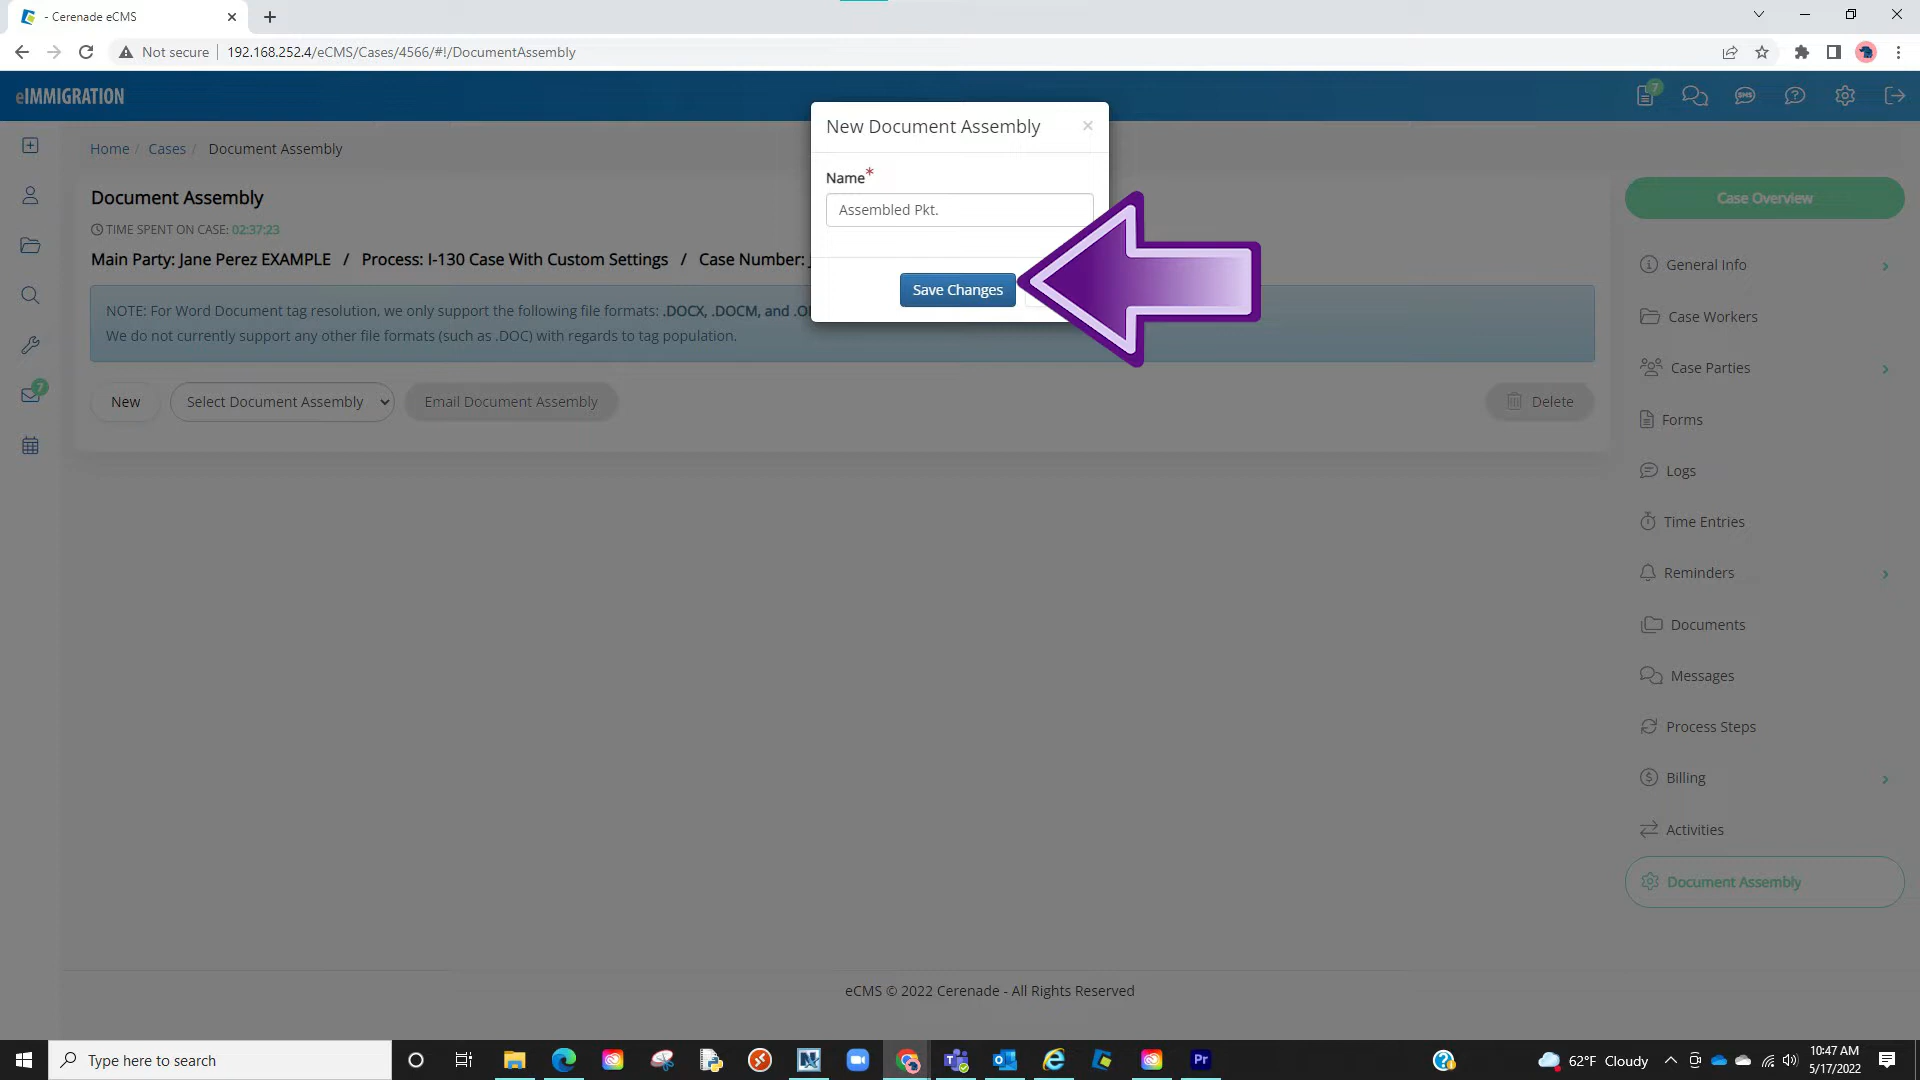 - Cerenade eCMS
Not secure
192.168.252.4/eCMS/Cases/4566/#!/DocumentAssembly
eIMMIGRATION
7
SMS
Home / Cases / Document Assembly
New Document Assembly
Name*
Assembled Pkt.
Save Changes
Document Assembly
TIME SPENT ON CASE: 02:37:23
Main Party: Jane Perez EXAMPLE / Process: I-130 Case With Custom Settings / Case Number:
NOTE: For Word Document tag resolution, we only support the following file formats: .DOCX, .DOCM, and
We do not currently support any other file formats (such as .DOC) with regards to tag population.
New
Select Document Assembly
Email Document Assembly
Delete
7
Case Overview
General Info
Case Workers
Case Parties
Forms
Logs
Time Entries
Reminders
Documents
Messages
Process Steps
Billing
Activities
Document Assembly
eCMS © 2022 Cerenade - All Rights Reserved
Type here to search
Pr
62°F Cloudy
10:47 AM
5/17/2022